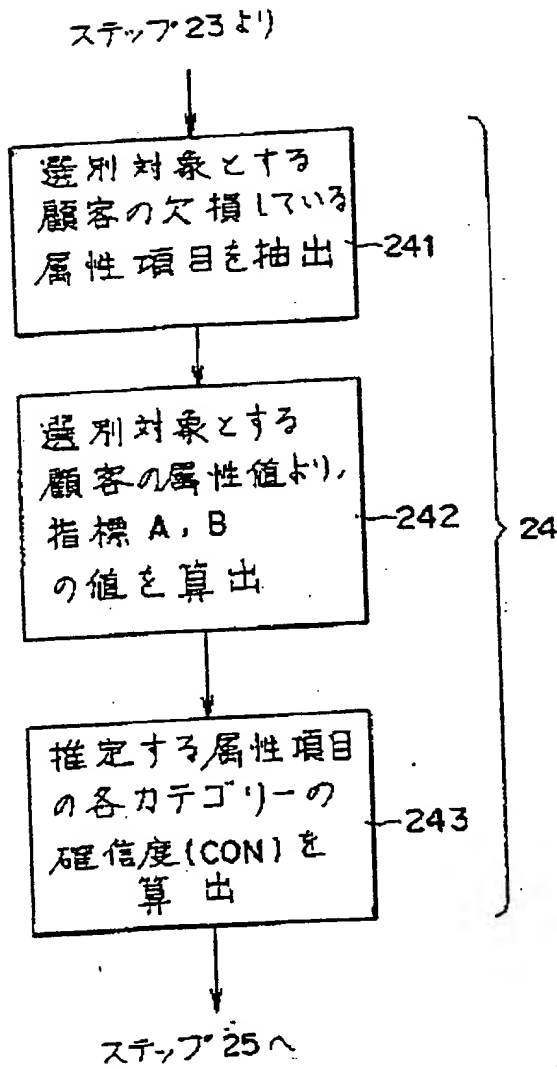 ステップ23より
選別対象とする
顧客の欠損している
属性項目を抽出
241
選別対象とする
顧客の属性値より,
指標A,B
の値を算出
242
24
推定する属性項目
の各カテゴリーの
確信度(CON)を
算出
243
ステップ25へ